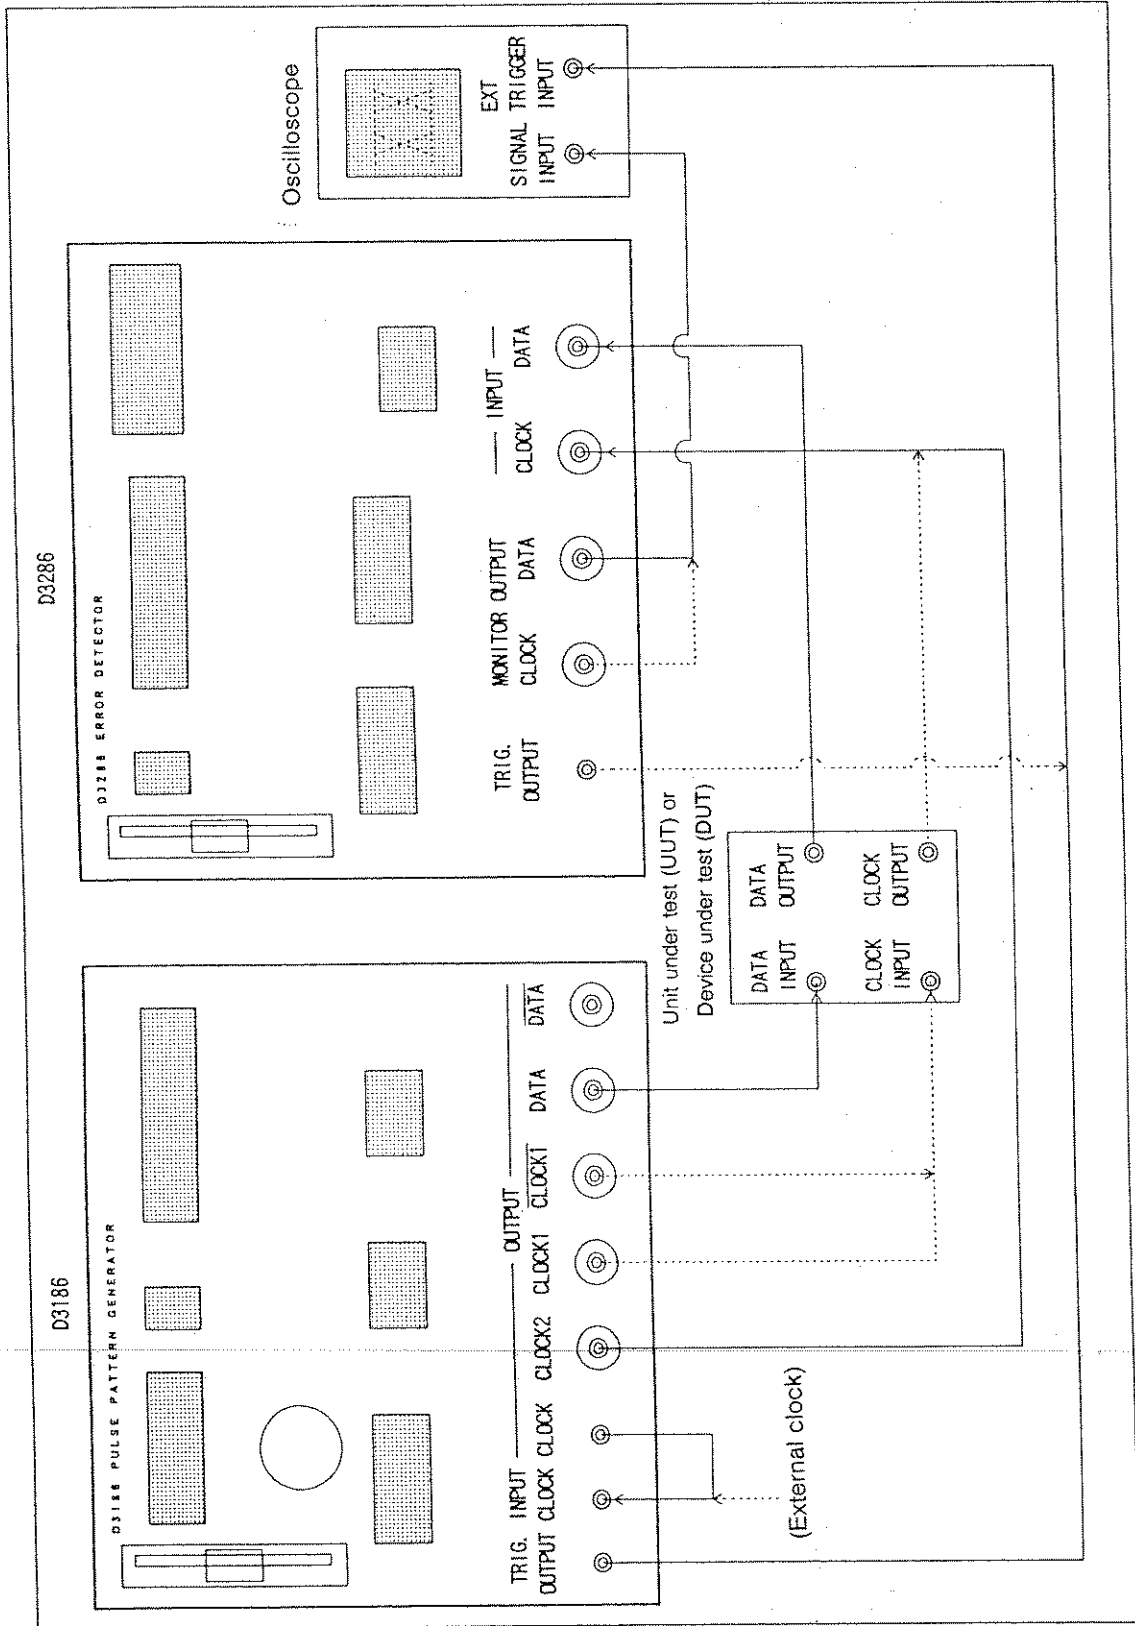 D3186
D3186 PULSE PATTERN GENERATOR
TRIG.
OUTPUT
INPUT
CLOCK
OUTPUT
CLOCK
CLOCK2
CLOCK1
CLOCK1
DATA
DATA
(External clock)
D3286
D3286 ERROR DETECTOR
TRIG.
OUTPUT
MONITOR OUTPUT
CLOCK
DATA
INPUT
CLOCK
DATA
Unit under test (UUT) or
Device under test (DUT)
DATA
INPUT
DATA
OUTPUT
CLOCK
INPUT
CLOCK
OUTPUT
Oscilloscope
SIGNAL
INPUT
EXT
TRIGGER
INPUT